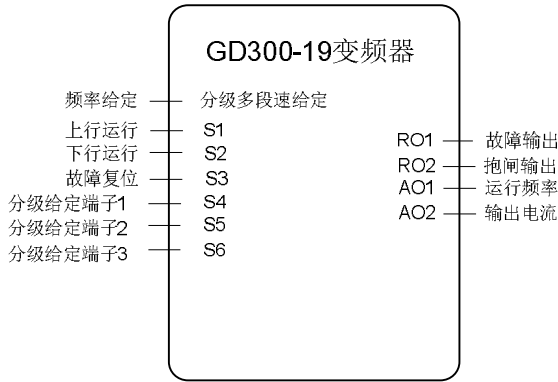 GD300-19变频器
频率给定 分级多段速给定
上行运行 S1
下行运行 S2
故障复位 S3
分级给定端子1 S4
分级给定端子2 S5
分级给定端子3 S6
RO1 故障输出
RO2 抱闸输出
AO1 运行频率
AO2 输出电流